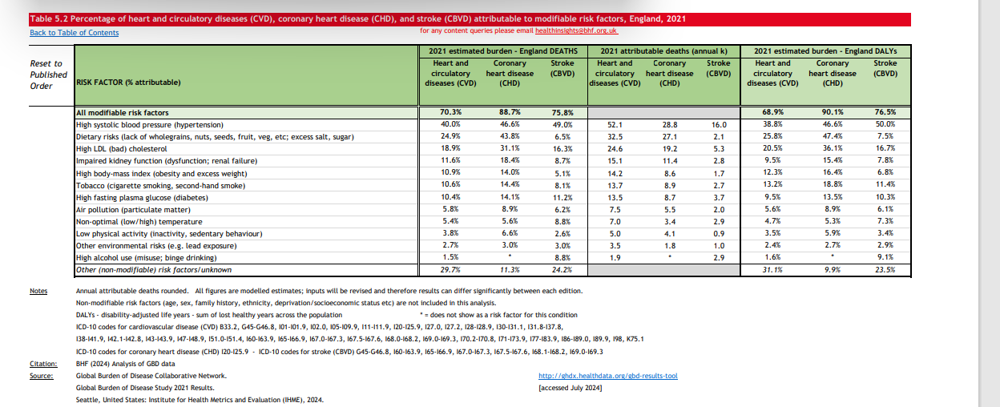 Table 5.2 Percentage of heart and circulatory diseases (CVD), coronary heart disease (CHD), and stroke (CBVD) attributable to modifiable risk factors, England, 2021
Back to Table of Contents for any content queries please email healthinsights@bhf.org.uk
Reset to Published Order
2021 estimated burden - England DEATHS 2021 attributable deaths (annual k) 2021 estimated burden - England DALYs
RISK FACTOR (% attributable) Heart and circulatory diseases (CVD) Coronary heart disease (CHD) Stroke (CBVD) Heart and circulatory diseases (CVD) Coronary heart disease (CHD) Stroke (CBVD) Heart and circulatory diseases (CVD) Coronary heart disease (CHD) Stroke (CBVD)
All modifiable risk factors 70.3% 88.7% 75.8% 68.9% 90.1% 76.5%
High systolic blood pressure (hypertension) 40.0% 46.6% 49.0% 52.1 28.8 16.0 38.8% 46.6% 50.0%
Dietary risks (lack of wholegrains, nuts, seeds, fruit, veg, etc; excess salt, sugar) 24.9% 43.8% 6.5% 32.5 27.1 2.1 25.8% 47.4% 7.5%
High LDL (bad) cholesterol 18.9% 31.1% 16.3% 24.6 19.2 5.3 20.5% 36.1% 16.7%
Impaired kidney function (dysfunction; renal failure) 11.6% 18.4% 8.7% 15.1 11.4 2.8 9.5% 15.4% 7.8%
High body-mass index (obesity and excess weight) 10.9% 14.0% 5.1% 14.2 8.6 1.7 12.3% 16.4% 6.8%
Tobacco (cigarette smoking, second-hand smoke) 10.6% 14.4% 8.1% 13.7 8.9 2.7 13.2% 18.8% 11.4%
High fasting plasma glucose (diabetes) 10.4% 14.1% 11.2% 13.5 8.7 3.7 9.5% 13.5% 10.3%
Air pollution (particulate matter) 5.8% 8.9% 6.2% 7.5 5.5 2.0 5.6% 8.9% 6.1%
Non-optimal (low/high) temperature 5.4% 5.6% 8.8% 7.0 3.4 2.9 4.7% 5.3% 7.3%
Low physical activity (inactivity, sedentary behaviour) 3.8% 6.6% 2.6% 5.0 4.1 0.9 3.5% 5.9% 3.4%
Other environmental risks (e.g. lead exposure) 2.7% 3.0% 3.0% 3.5 1.8 1.0 2.4% 2.7% 2.9%
High alcohol use (misuse; binge drinking) 1.5% * 8.8% 1.9 * 2.9 1.6% * 9.1%
Other (non-modifiable) risk factors/unknown 29.7% 11.3% 24.2% 31.1% 9.9% 23.5%
Notes Annual attributable deaths rounded. All figures are modelled estimates; inputs will be revised and therefore results can differ significantly between each edition.
Non-modifiable risk factors (age, sex, family history, ethnicity, deprivation/socioeconomic status etc) are not included in this analysis.
DALYs - disability-adjusted life years - sum of lost healthy years across the population * = does not show as a risk factor for this condition
ICD-10 codes for cardiovascular disease (CVD) B33.2, G45-G46.8, I01-I01.9, I02.0, I05-I09.9, I11-I11.9, I20-I25.9, I27.0, I27.2, I28-I28.9, I30-I31.1, I31.8-I37.8,
I38-I41.9, I42.1-I42.8, I43-I43.9, I47-I48.9, I51.0-I51.4, I60-I63.9, I65-I66.9, I67.0-I67.3, I67.5-I67.6, I68.0-I68.2, I69.0-I69.3, I70.2-I70.8, I71-I73.9, I77-I83.9, I86-I89.0, I89.9, I98, K75.1
ICD-10 codes for coronary heart disease (CHD) I20-I25.9 - ICD-10 codes for stroke (CBVD) G45-G46.8, I60-I63.9, I65-I66.9, I67.0-I67.3, I67.5-I67.6, I68.1-I68.2, I69.0-I69.3
Citation: BHF (2024) Analysis of GBD data
Source: Global Burden of Disease Collaborative Network. http://ghdx.healthdata.org/gbd-results-tool
Global Burden of Disease Study 2021 Results. [accessed July 2024]
Seattle, United States: Institute for Health Metrics and Evaluation (IHME), 2024.